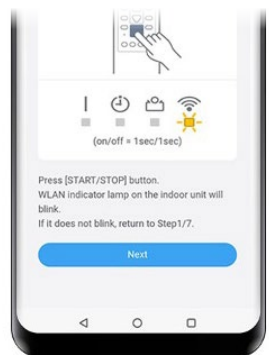 (on/off = 1sec/1sec)
Press [START/STOP] button.
WLAN indicator lamp on the indoor unit will
blink.
If it does not blink, return to Step1/7.
Next